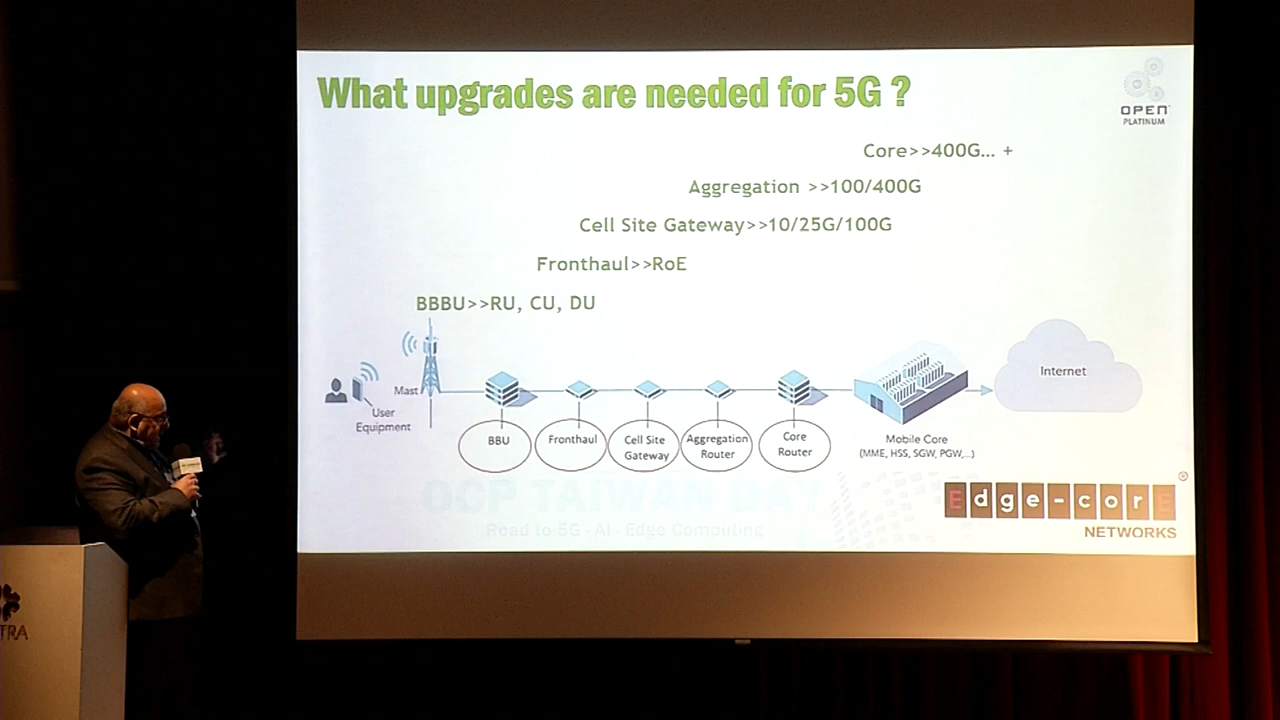 What upgrades are needed for 5G ?
OPEN
PLATINUM
Core>>400G... +
Aggregation >>100/400G
Cell Site Gateway>>10/25G/100G
Fronthaul>>RoE
BBBU>>RU, CU, DU
Internet
Mast
User
Equipment
BBU
Fronthaul
Cell Site
Gateway
Aggregation
Router
Core
Router
Mobile Core
(MME, HSS, SGW, PGW,...)
OCP TAIWAN DAY
Road to 5G - AI - Edge Computing
Edge-corE
NETWORKS
TRA